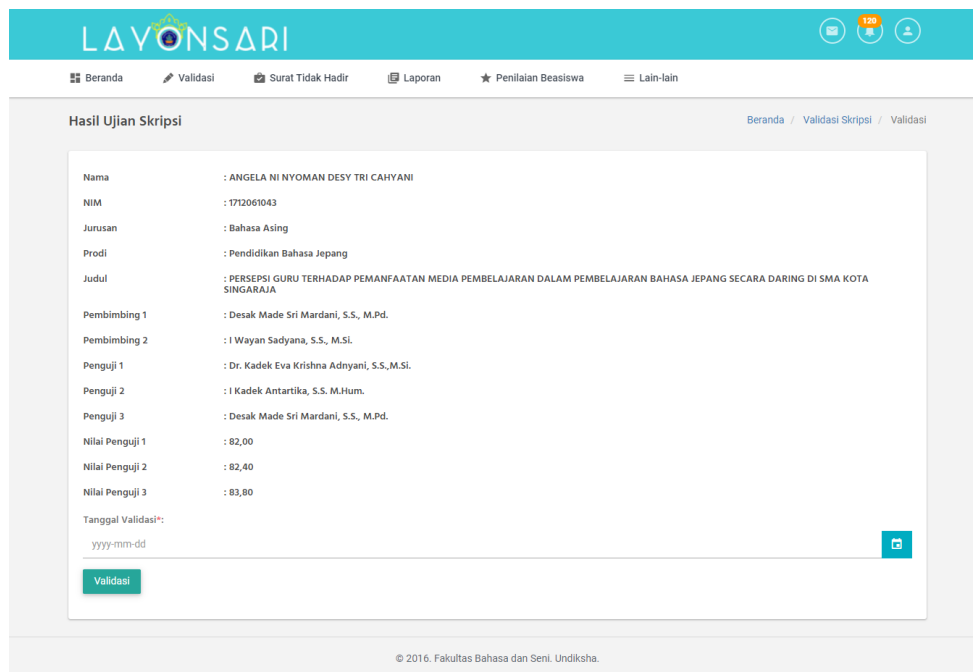 LAYONSARI
120
Beranda Validasi Surat Tidak Hadir Laporan Penilaian Beasiswa Lain-lain
Hasil Ujian Skripsi
Beranda / Validasi Skripsi / Validasi
Nama : ANGELA NI NYOMAN DESY TRI CAHYANI
NIM : 1712061043
Jurusan : Bahasa Asing
Prodi : Pendidikan Bahasa Jepang
Judul : PERSEPSI GURU TERHADAP PEMANFAATAN MEDIA PEMBELAJARAN DALAM PEMBELAJARAN BAHASA JEPANG SECARA DARING DI SMA KOTA
SINGARAJA
Pembimbing 1 : Desak Made Sri Mardani, S.S., M.Pd.
Pembimbing 2 : I Wayan Sadyana, S.S., M.Si.
Penguji 1 : Dr. Kadek Eva Krishna Adnyani, S.S.,M.Si.
Penguji 2 : I Kadek Antartika, S.S. M.Hum.
Penguji 3 : Desak Made Sri Mardani, S.S., M.Pd.
Nilai Penguji 1 : 82,00
Nilai Penguji 2 : 82,40
Nilai Penguji 3 : 83,80
Tanggal Validasi*:
yyyy-mm-dd
Validasi
© 2016. Fakultas Bahasa dan Seni. Undiksha.